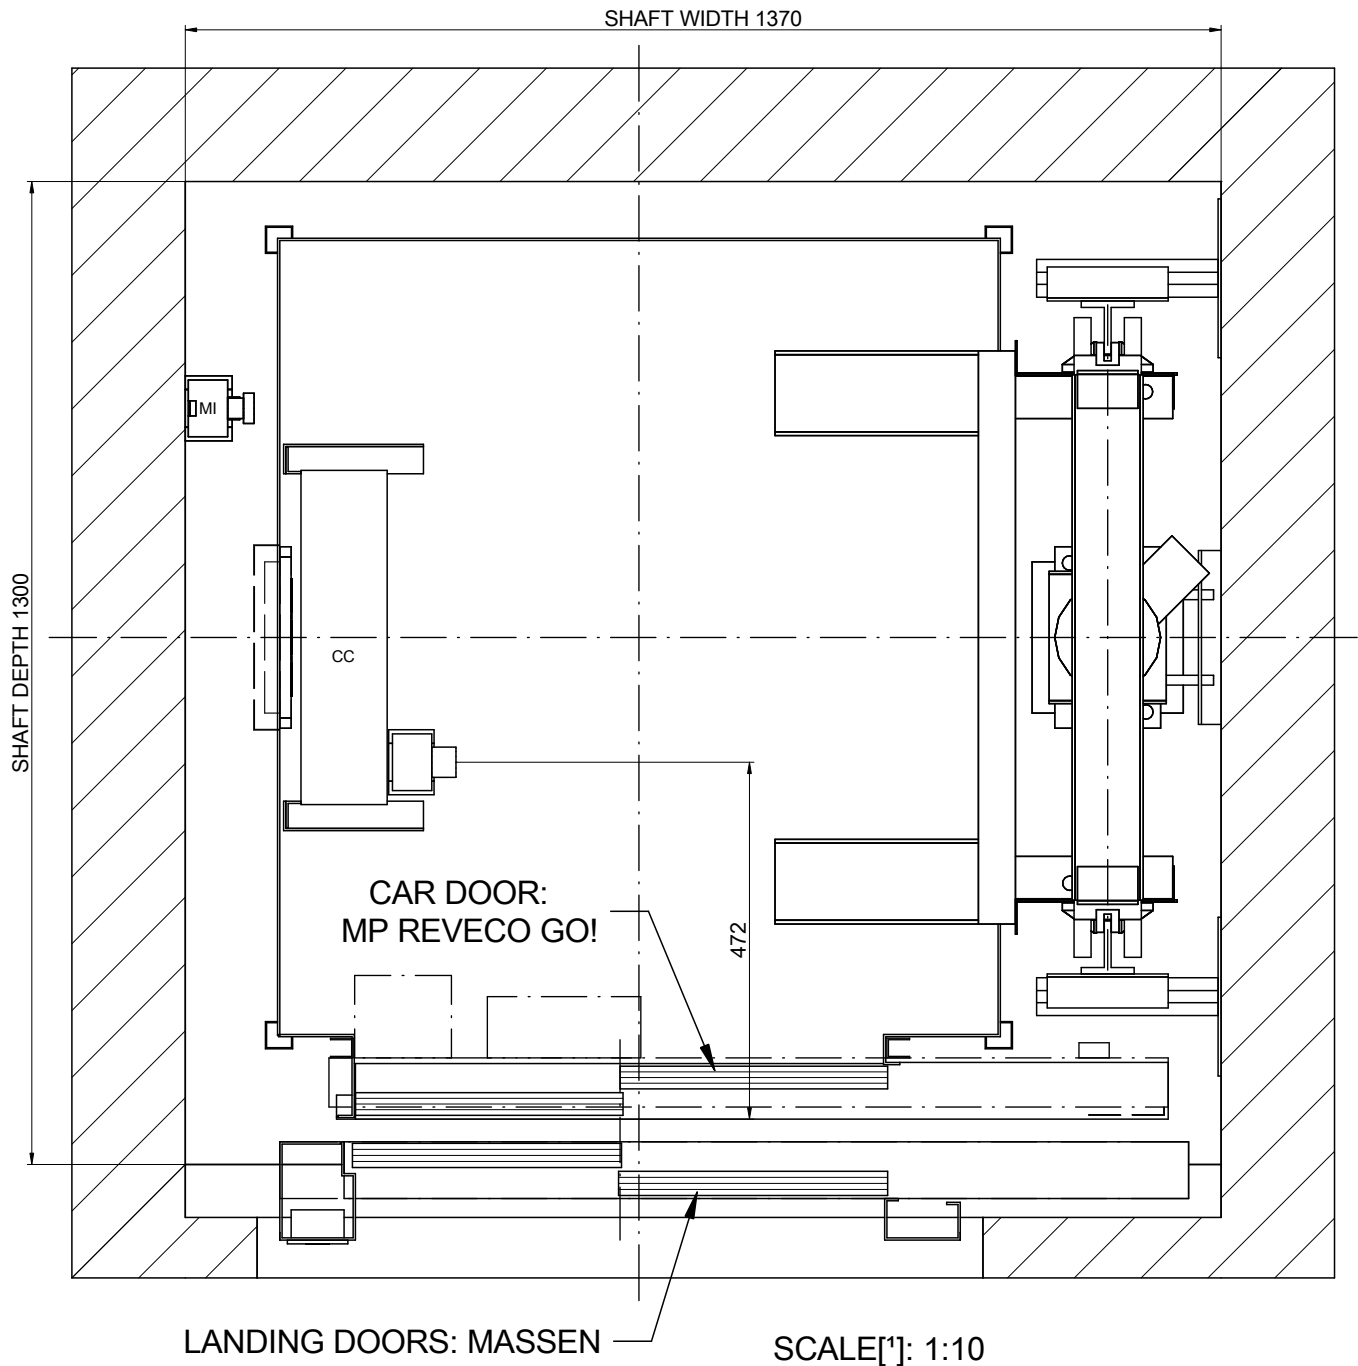 SHAFT WIDTH 1370
MI
SHAFT DEPTH 1300
CC
CAR DOOR:
MP REVECO GO!
472
LANDING DOORS: MASSEN
SCALE[¹]: 1:10